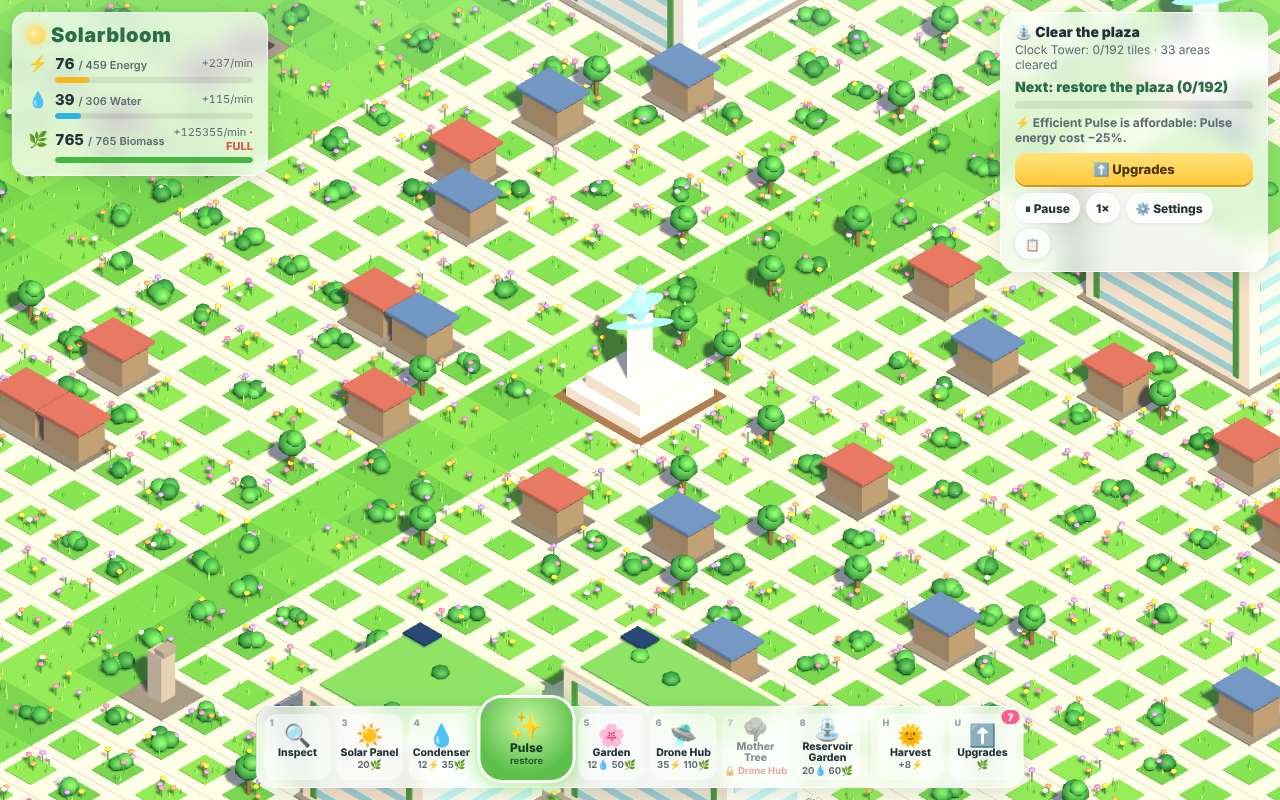 Solarbloom
76 / 459 Energy +237/min
39 / 306 Water +115/min
765 / 765 Biomass +125355/min · FULL
Clear the plaza
Clock Tower: 0/192 tiles · 33 areas
cleared
Next: restore the plaza (0/192)
⚡ Efficient Pulse is affordable: Pulse
energy cost −25%.
⬆️ Upgrades
⏸ Pause 1× ⚙️ Settings
1 Inspect
3 Solar Panel 20
4 Condenser 12⚡ 35🌿
Pulse
restore
5 Garden 12💧 50🌿
6 Drone Hub 35⚡ 110🌿
7 Mother Tree 🔒 Drone Hub
8 Reservoir Garden 20💧 60🌿
H Harvest +8⚡
U Upgrades 7